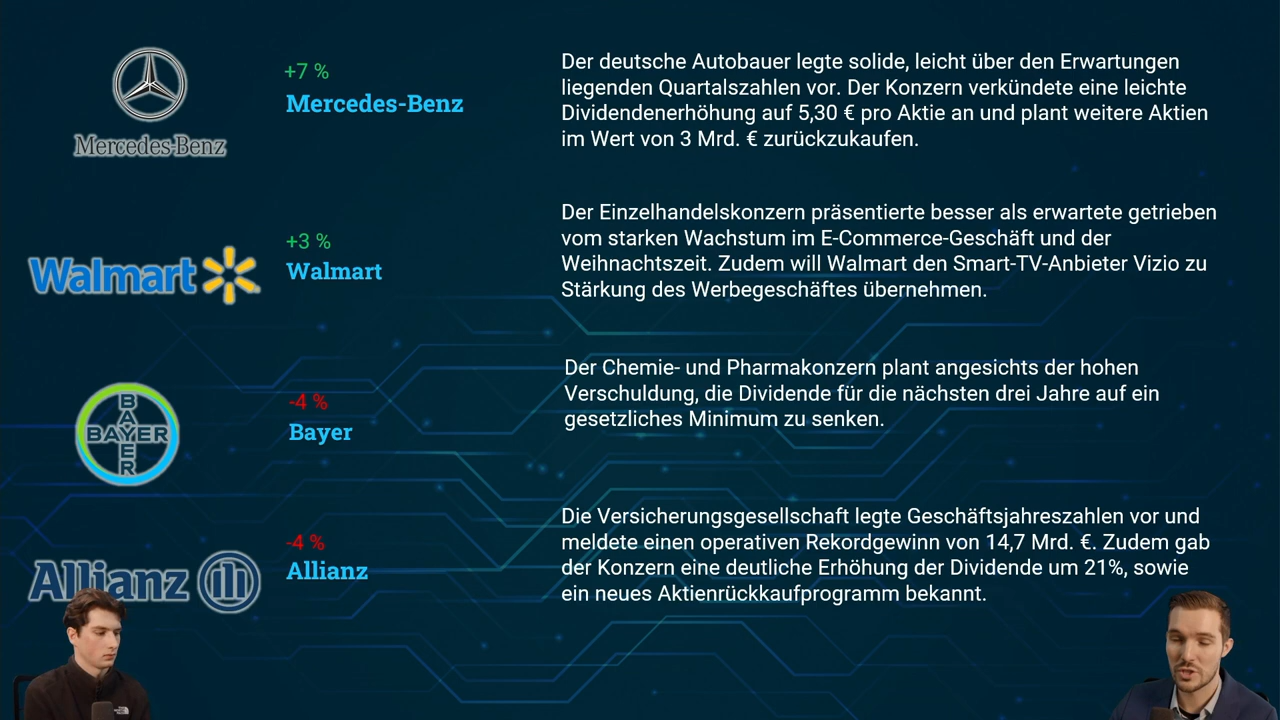 +7 %
Mercedes-Benz
Mercedes-Benz
Der deutsche Autobauer legte solide, leicht über den Erwartungen
liegenden Quartalszahlen vor. Der Konzern verkündete eine leichte
Dividendenerhöhung auf 5,30 € pro Aktie an und plant weitere Aktien
im Wert von 3 Mrd. € zurückzukaufen.
Walmart
+3 %
Walmart
Der Einzelhandelskonzern präsentierte besser als erwartete getrieben
vom starken Wachstum im E-Commerce-Geschäft und der
Weihnachtszeit. Zudem will Walmart den Smart-TV-Anbieter Vizio zu
Stärkung des Werbegeschäftes übernehmen.
BAYER
BAYER
-4 %
Bayer
Der Chemie- und Pharmakonzern plant angesichts der hohen
Verschuldung, die Dividende für die nächsten drei Jahre auf ein
gesetzliches Minimum zu senken.
Allianz
-4 %
Allianz
Die Versicherungsgesellschaft legte Geschäftsjahreszahlen vor und
meldete einen operativen Rekordgewinn von 14,7 Mrd. €. Zudem gab
der Konzern eine deutliche Erhöhung der Dividende um 21%, sowie
ein neues Aktienrückkaufprogramm bekannt.